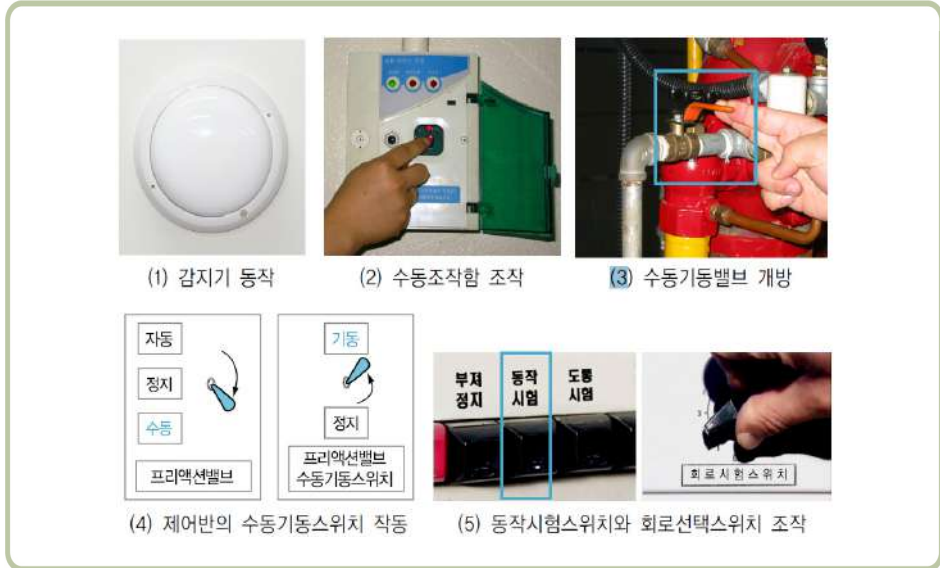 (1) 감지기 동작
(2) 수동조작함 조작
(3) 수동기동밸브 개방
자동
정지
수동
프리액션밸브
기동
정지
프리액션밸브
수동기동스위치
(4) 제어반의 수동기동스위치 작동
부저
정지
동작
시험
도통
시험
3
회로시험스위치
(5) 동작시험스위치와 회로선택스위치 조작